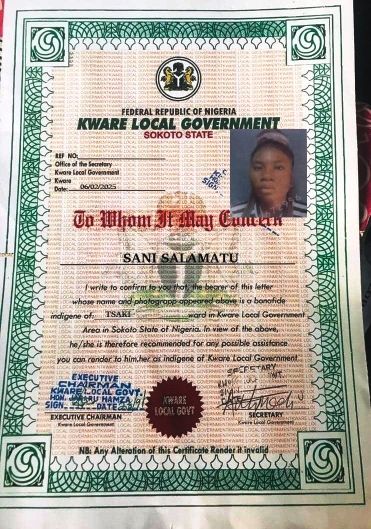 FEDERAL REPUBLIC OF NIGERIA
KWARE LOCAL GOVERNMENT
SOKOTO STATE
REF NO:
Office of the Secretary
Kware Local Government
Kware
Date: 06/02/2025
To Whom It May Concern
SANI SALAMATU
I write to confirm to you that, the bearer of this letter
whose name and photograph appeared above is a bonafide
indigene of: TSAKI ward in Kware Local Government
Area in Sokoto State of Nigeria. In view of the above,
he/she is therefore recommended for any possible assistance
you can render to him.her as indigene of Kware Local Government.
EXECUTIVE
CHAIRMAN
KWARE LOCAL GOVT.
HON. HAMZA
SIGN. DATE
EXECUTIVE CHAIRMAN
Kware Local Government
KWARE
LOCAL GOVT
SECRETARY
SECRETARY
Kware Local Government
NB: Any Alteration of this Certificate Render it invalid